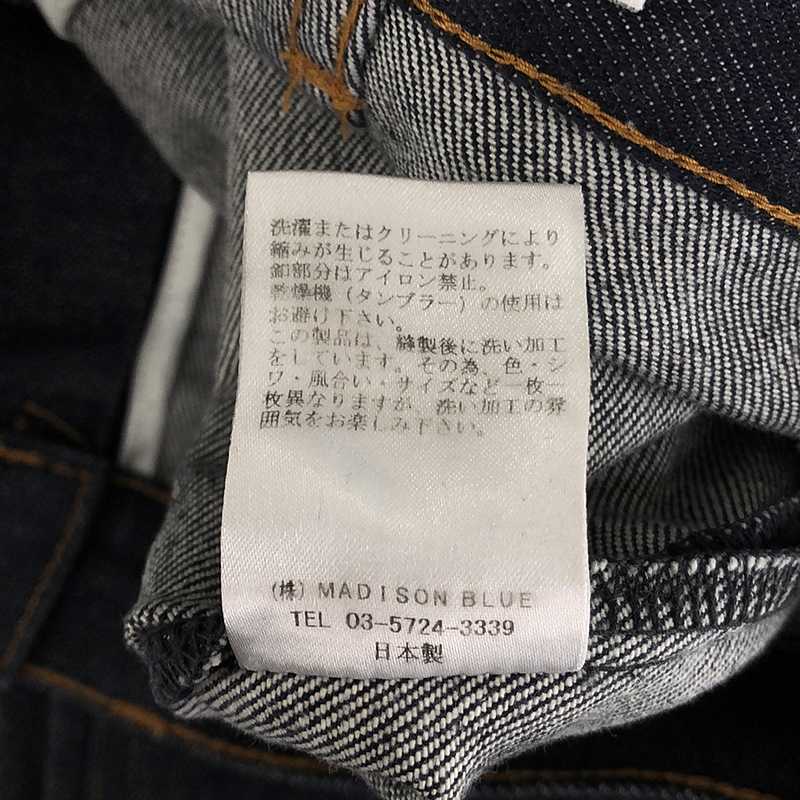 洗濯またはクリーニングにより
縮みが生じることがあります。
釦部分はアイロン禁止。
乾燥機（タンブラー）の使用は
お避け下さい。
この製品は、縫製後に洗い加工
をしています。その為、色・シ
ワ・風合い・サイズなど一枚一
枚異なりますが、洗い加工の雰
囲気をお楽しみ下さい。
(株) MADISON BLUE
TEL 03-5724-3339
日本製